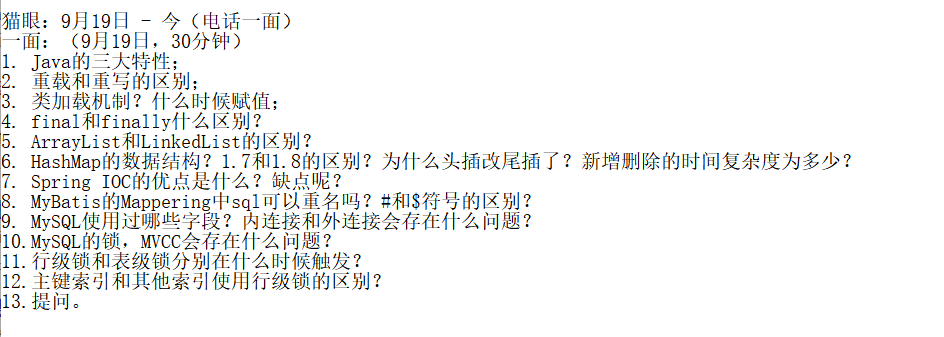 猫眼：9月19日 - 今（电话一面）
一面：（9月19日，30分钟）
1. Java的三大特性；
2. 重载和重写的区别；
3. 类加载机制？什么时候赋值；
4. final和finally什么区别？
5. ArrayList和LinkedList的区别？
6. HashMap的数据结构？1.7和1.8的区别？为什么头插改尾插了？新增删除的时间复杂度为多少？
7. Spring IOC的优点是什么？缺点呢？
8. MyBatis的Mappering中sql可以重名吗？#和$符号的区别？
9. MySQL使用过哪些字段？内连接和外连接会存在什么问题？
10.MySQL的锁，MVCC会存在什么问题？
11.行级锁和表级锁分别在什么时候触发？
12.主键索引和其他索引使用行级锁的区别？
13.提问。